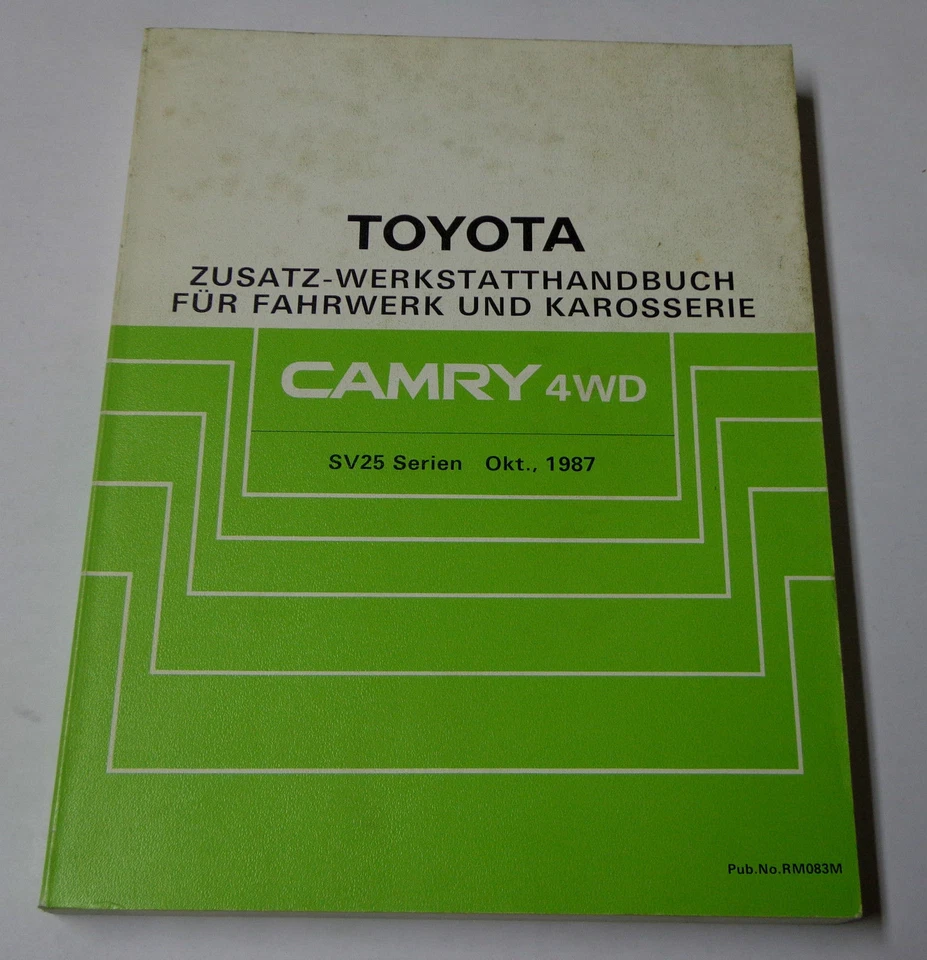 TOYOTA
ZUSATZ-WERKSTATTHANDBUCH
FÜR FAHRWERK UND KAROSSERIE
CAMRY 4WD
SV25 Serien Okt., 1987
Pub.No.RM083M